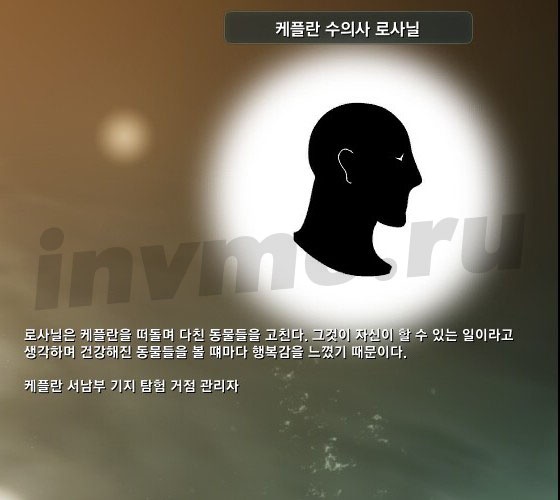 케플란 수의사 로사닐
invmo.ru
로사닐은 케플란을 떠돌며 다친 동물들을 고친다. 그것이 자신이 할 수 있는 일이라고
생각하며 건강해진 동물들을 볼 떄마다 행복감을 느꼈기 때문이다.
케플란 서남부 기지 탐험 거점 관리자